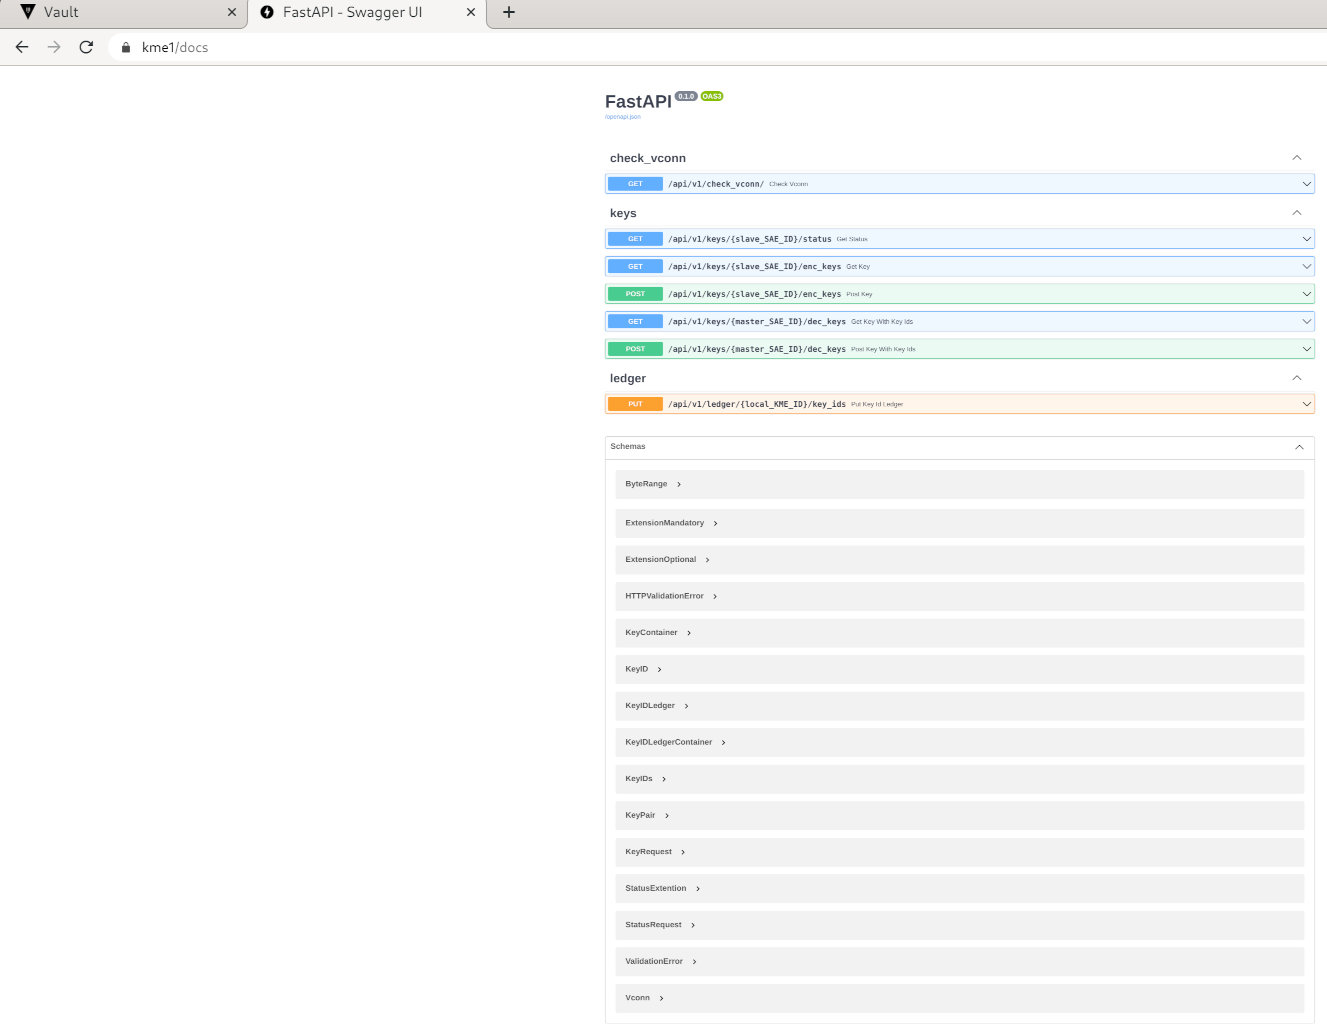 Vault
FastAPI - Swagger UI
kme1/docs
FastAPI 0.1.0 OAS3
/openapi.json
check_vconn
GET /api/v1/check_vconn/ Check Vconn
keys
GET /api/v1/keys/{slave_SAE_ID}/status Get Status
GET /api/v1/keys/{slave_SAE_ID}/enc_keys Get Key
POST /api/v1/keys/{slave_SAE_ID}/enc_keys Post Key
GET /api/v1/keys/{master_SAE_ID}/dec_keys Get Key With Key Ids
POST /api/v1/keys/{master_SAE_ID}/dec_keys Post Key With Key Ids
ledger
PUT /api/v1/ledger/{local_KME_ID}/key_ids Put Key Id Ledger
Schemas
ByteRange
ExtensionMandatory
ExtensionOptional
HTTPValidationError
KeyContainer
KeyID
KeyIDLedger
KeyIDLedgerContainer
KeyIDs
KeyPair
KeyRequest
StatusExtention
StatusRequest
ValidationError
Vconn